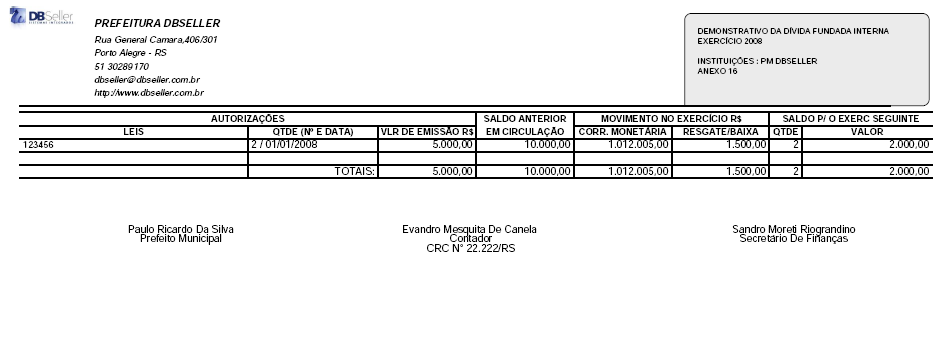 DBSeller
SISTEMAS INTEGRADOS
PREFEITURA DBSELLER
Rua General Camara,406/301
Porto Alegre - RS
51 30289170
dbseller@dbseller.com.br
http://www.dbseller.com.br
DEMONSTRATIVO DA DÍVIDA FUNDADA INTERNA
EXERCÍCIO 2008
INSTITUIÇÕES : PM DBSELLER
ANEXO 16
AUTORIZAÇÕES SALDO ANTERIOR MOVIMENTO NO EXERCÍCIO R$ SALDO P/ O EXERC SEGUINTE
LEIS QTDE (Nº E DATA) VLR DE EMISSÃO R$ EM CIRCULAÇÃO CORR. MONETÁRIA RESGATE/BAIXA QTDE VALOR
123456 2 / 01/01/2008 5.000,00 10.000,00 1.012.005,00 1.500,00 2 2.000,00
TOTAIS: 5.000,00 10.000,00 1.012.005,00 1.500,00 2 2.000,00
Paulo Ricardo Da Silva Evandro Mesquita De Canela Sandro Moreti Riograndino
Prefeito Municipal Contador Secretário De Finanças
CRC N° 22.222/RS